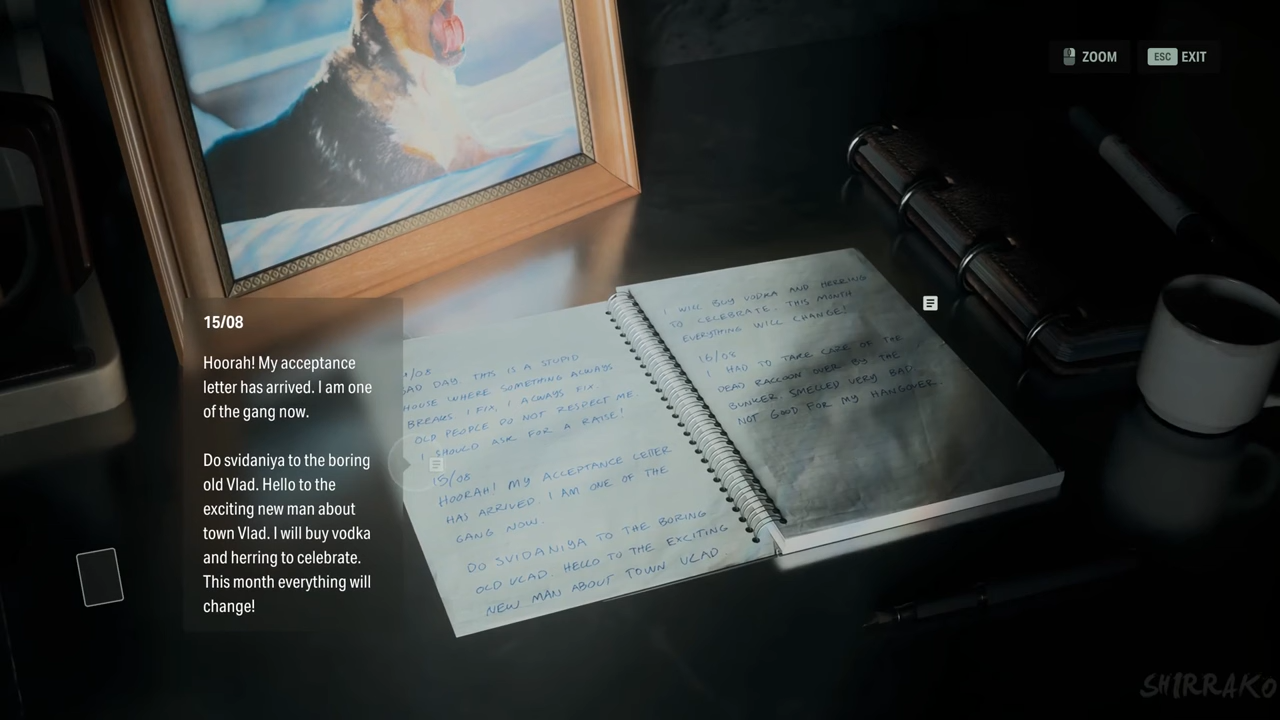 ZOOM
ESC EXIT
15/08
Hoorah! My acceptance
letter has arrived. I am one
of the gang now.
Do svidaniya to the boring
old Vlad. Hello to the
exciting new man about
town Vlad. I will buy vodka
and herring to celebrate.
This month everything will
change!
/08
AD DAY. THIS IS A STUPID
HOUSE WHERE SOMETHING ALWAYS
BREAKS. I FIX, I ALWAYS FIX.
OLD PEOPLE DO NOT RESPECT ME.
I SHOULD ASK FOR A RAISE!
15/08
HOORAH! MY ACCEPTANCE LETTER
HAS ARRIVED. I AM ONE OF THE
GANG NOW.
DO SVIDANIYA TO THE BORING
OLD VLAD. HELLO TO THE EXCITING
NEW MAN ABOUT TOWN VLAD
I WILL BUY VODKA AND HERRING
TO CELEBRATE. THIS MONTH
EVERYTHING WILL CHANGE!
16/08
I HAD TO TAKE CARE OF THE
DEAD RACCOON OVER BY THE
BUNKER. SMELLED VERY BAD.
NOT GOOD FOR MY HANGOVER.
SHIRRAKO